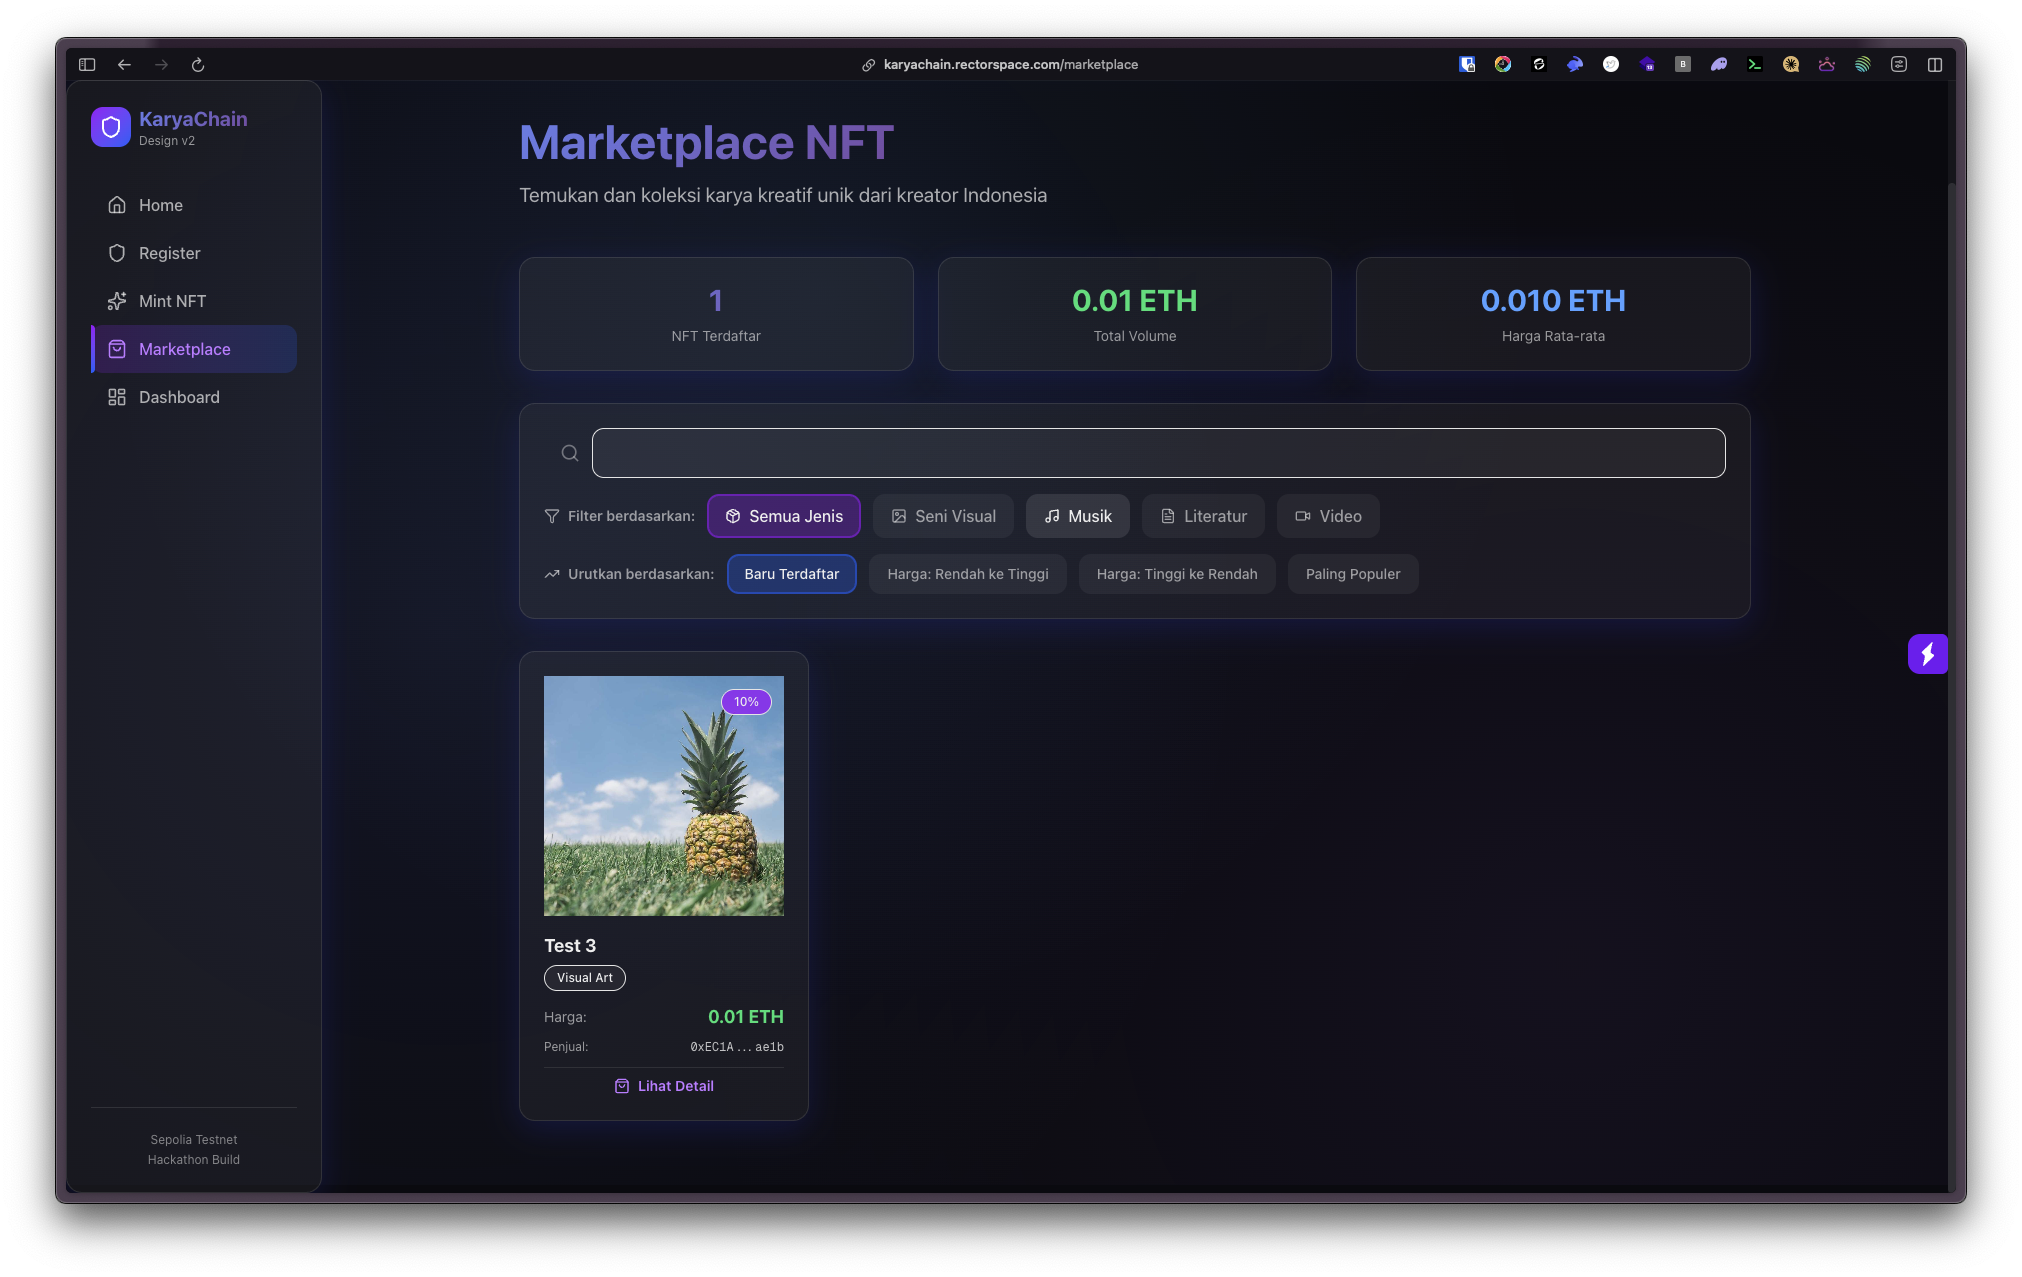 karyachain.rectorspace.com/marketplace
KaryaChain
Design v2
Home
Register
Mint NFT
Marketplace
Dashboard
Sepolia Testnet
Hackathon Build
Marketplace NFT
Temukan dan koleksi karya kreatif unik dari kreator Indonesia
1
NFT Terdaftar
0.01 ETH
Total Volume
0.010 ETH
Harga Rata-rata
Filter berdasarkan: Semua Jenis Seni Visual Musik Literatur Video
Urutkan berdasarkan: Baru Terdaftar Harga: Rendah ke Tinggi Harga: Tinggi ke Rendah Paling Populer
10%
Test 3
Visual Art
Harga: 0.01 ETH
Penjual: 0xEC1A...ae1b
Lihat Detail